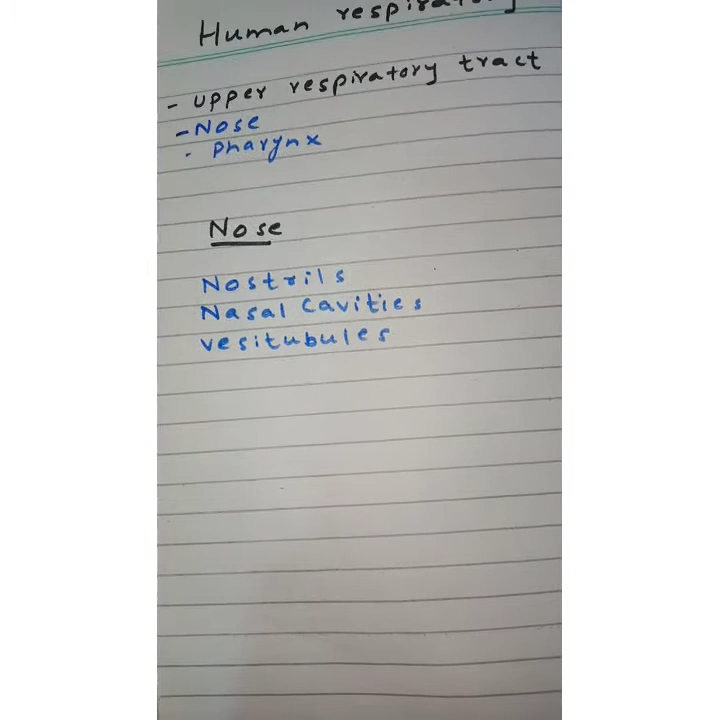 Human respiratory
- upper respiratory tract
- Nose
· pharynx
Nose
Nostrils
Nasal Cavities
vesitubules